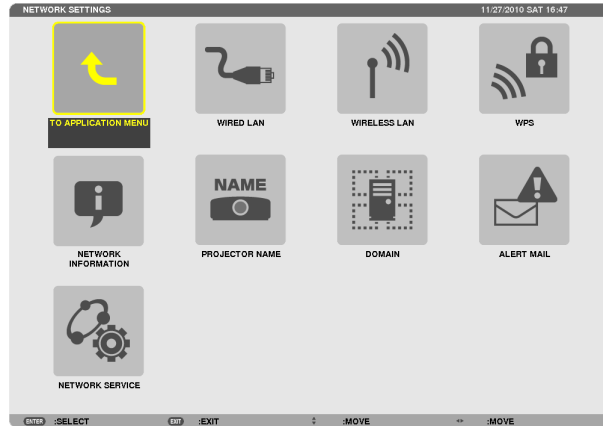 NETWORK SETTINGS 11/27/2010 SAT 16:47
TO APPLICATION MENU WIRED LAN WIRELESS LAN WPS
NAME
NETWORK INFORMATION PROJECTOR NAME DOMAIN ALERT MAIL
NETWORK SERVICE
ENTER :SELECT EXIT :EXIT :MOVE :MOVE